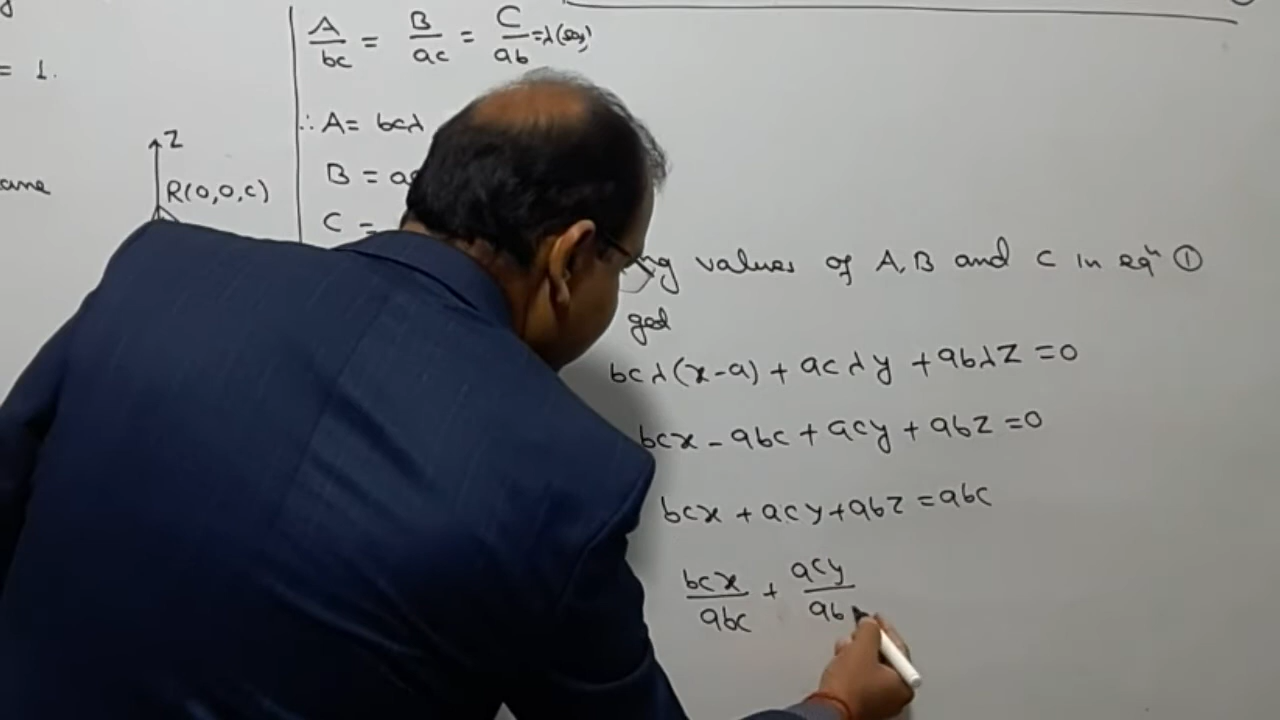 = 1.
Z
R(0,0,c)
A/bc = B/ac = C/ab = λ(say)
∴ A = bcλ
B = a
C =
ng values of A, B and C in eqⁿ ①
get
bcλ(x-a) + acλy + abλz = 0
bcx - abc + acy + abz = 0
bcx + acy + abz = abc
bcx/abc + acy/ab